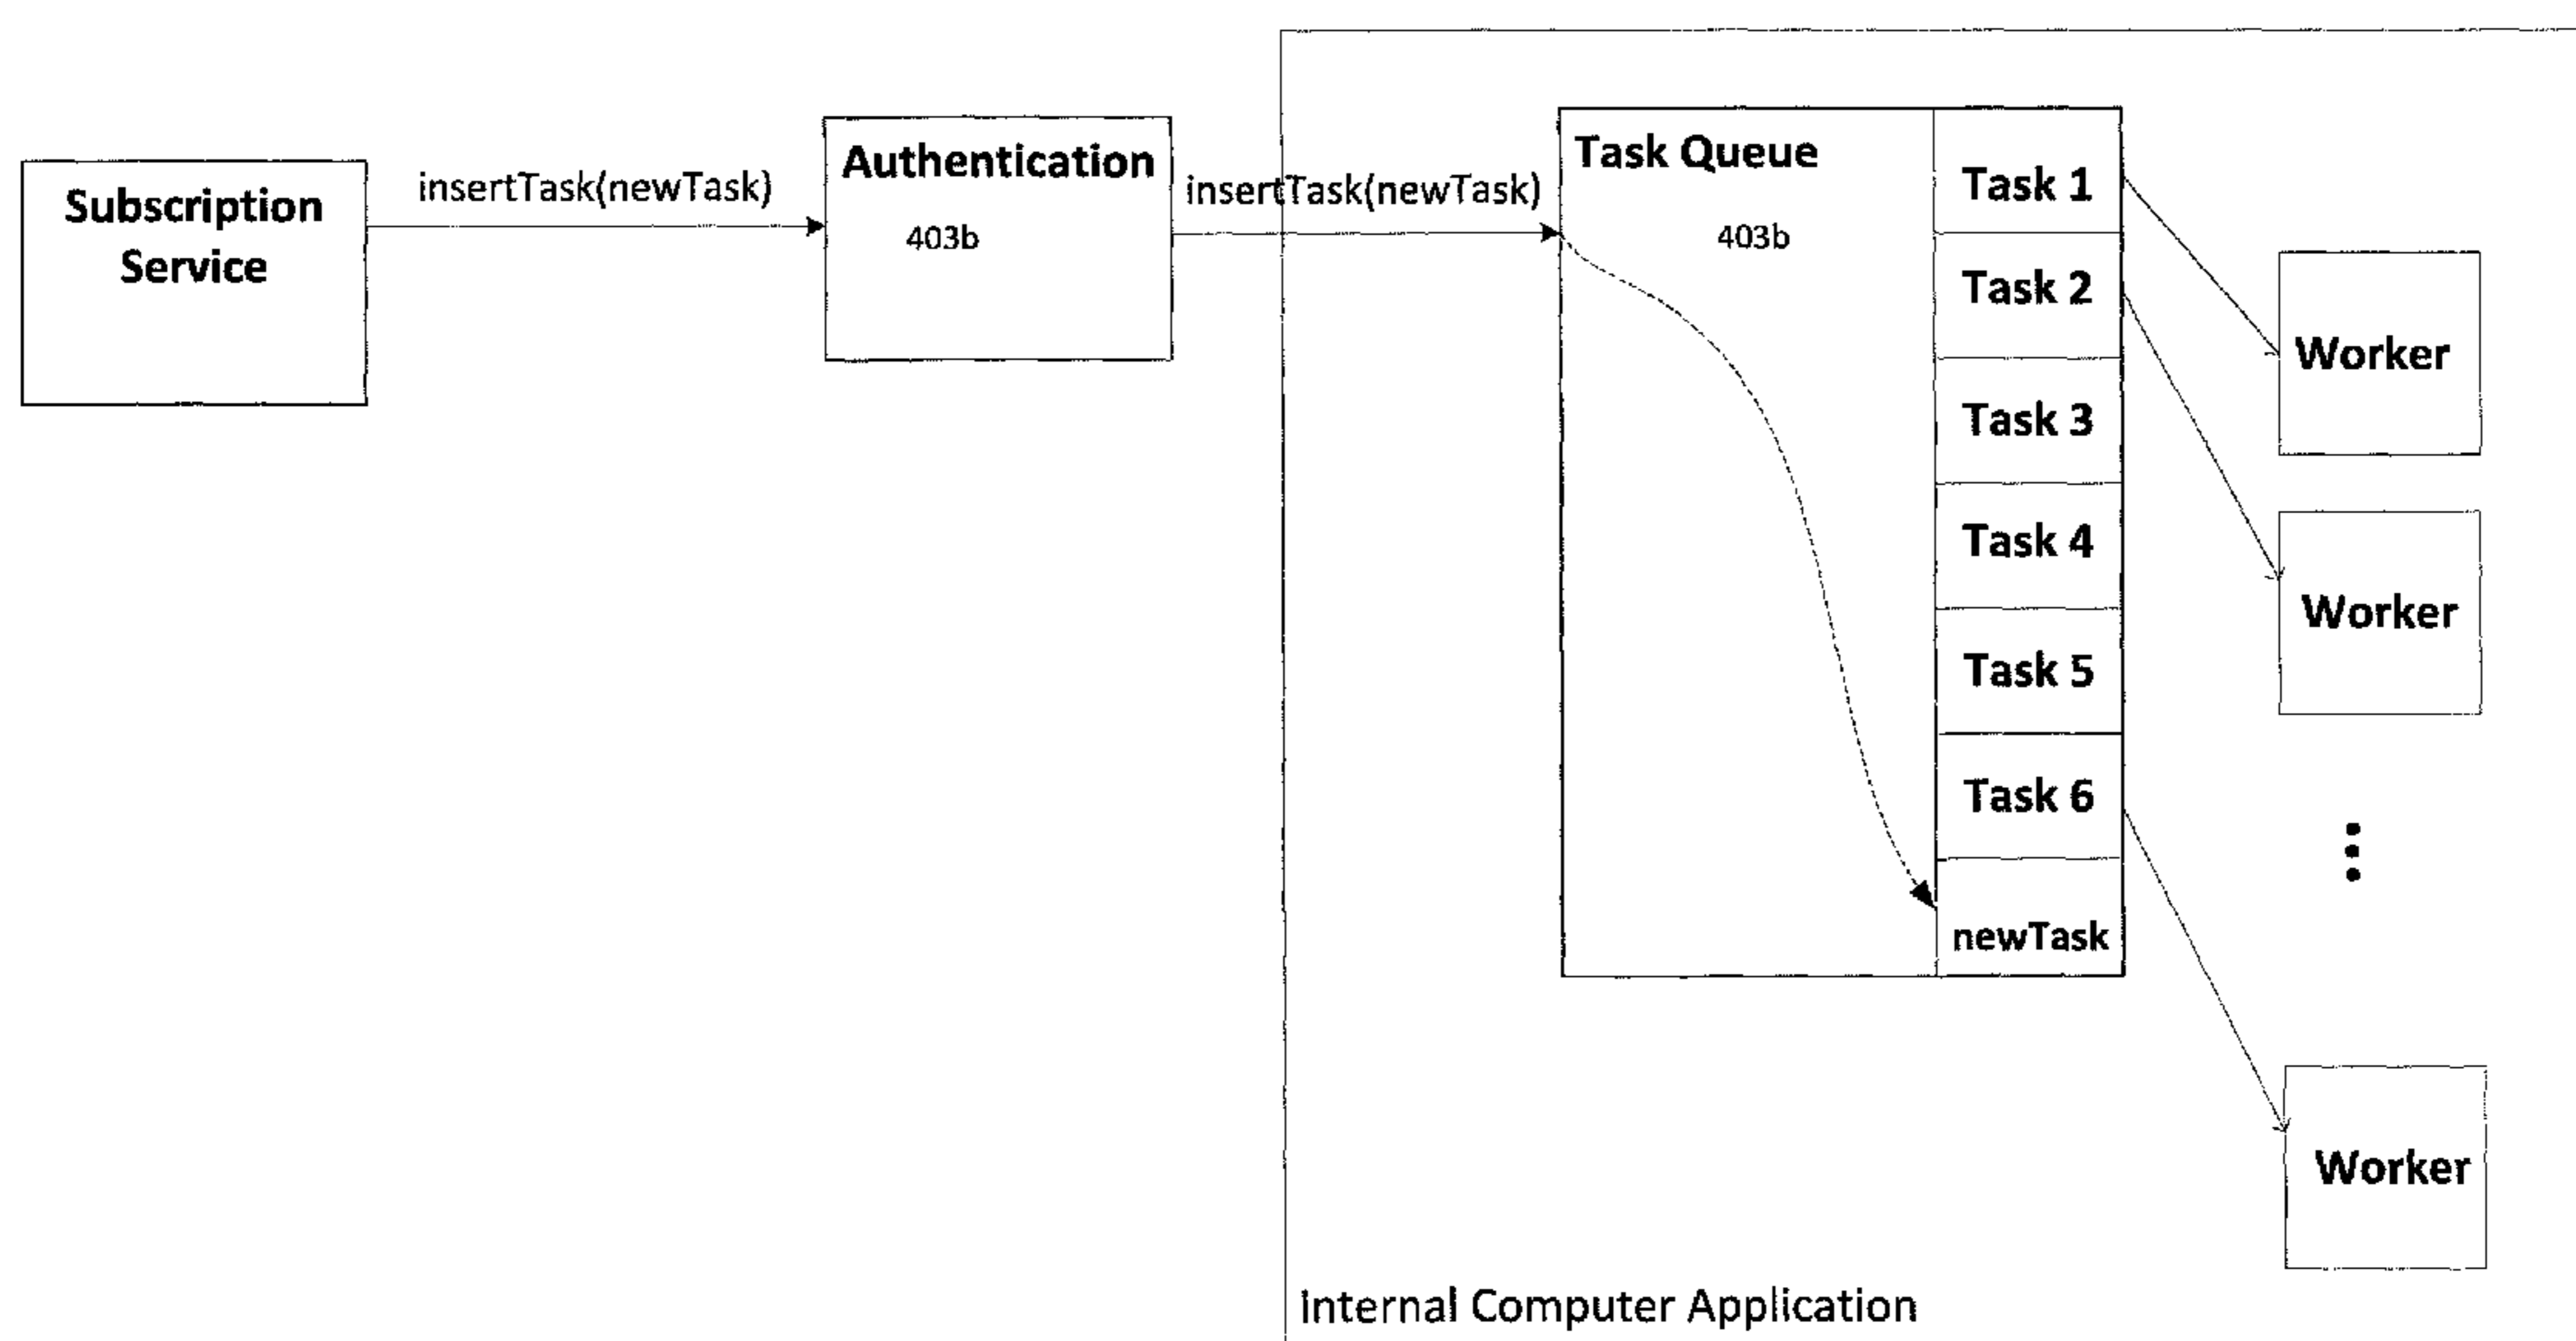 Subscription
Service
insertTask(newTask)
Authentication
403b
insertTask(newTask)
Task Queue
403b
Task 1
Task 2
Task 3
Task 4
Task 5
Task 6
newTask
Worker
Worker
Worker
Internal Computer Application